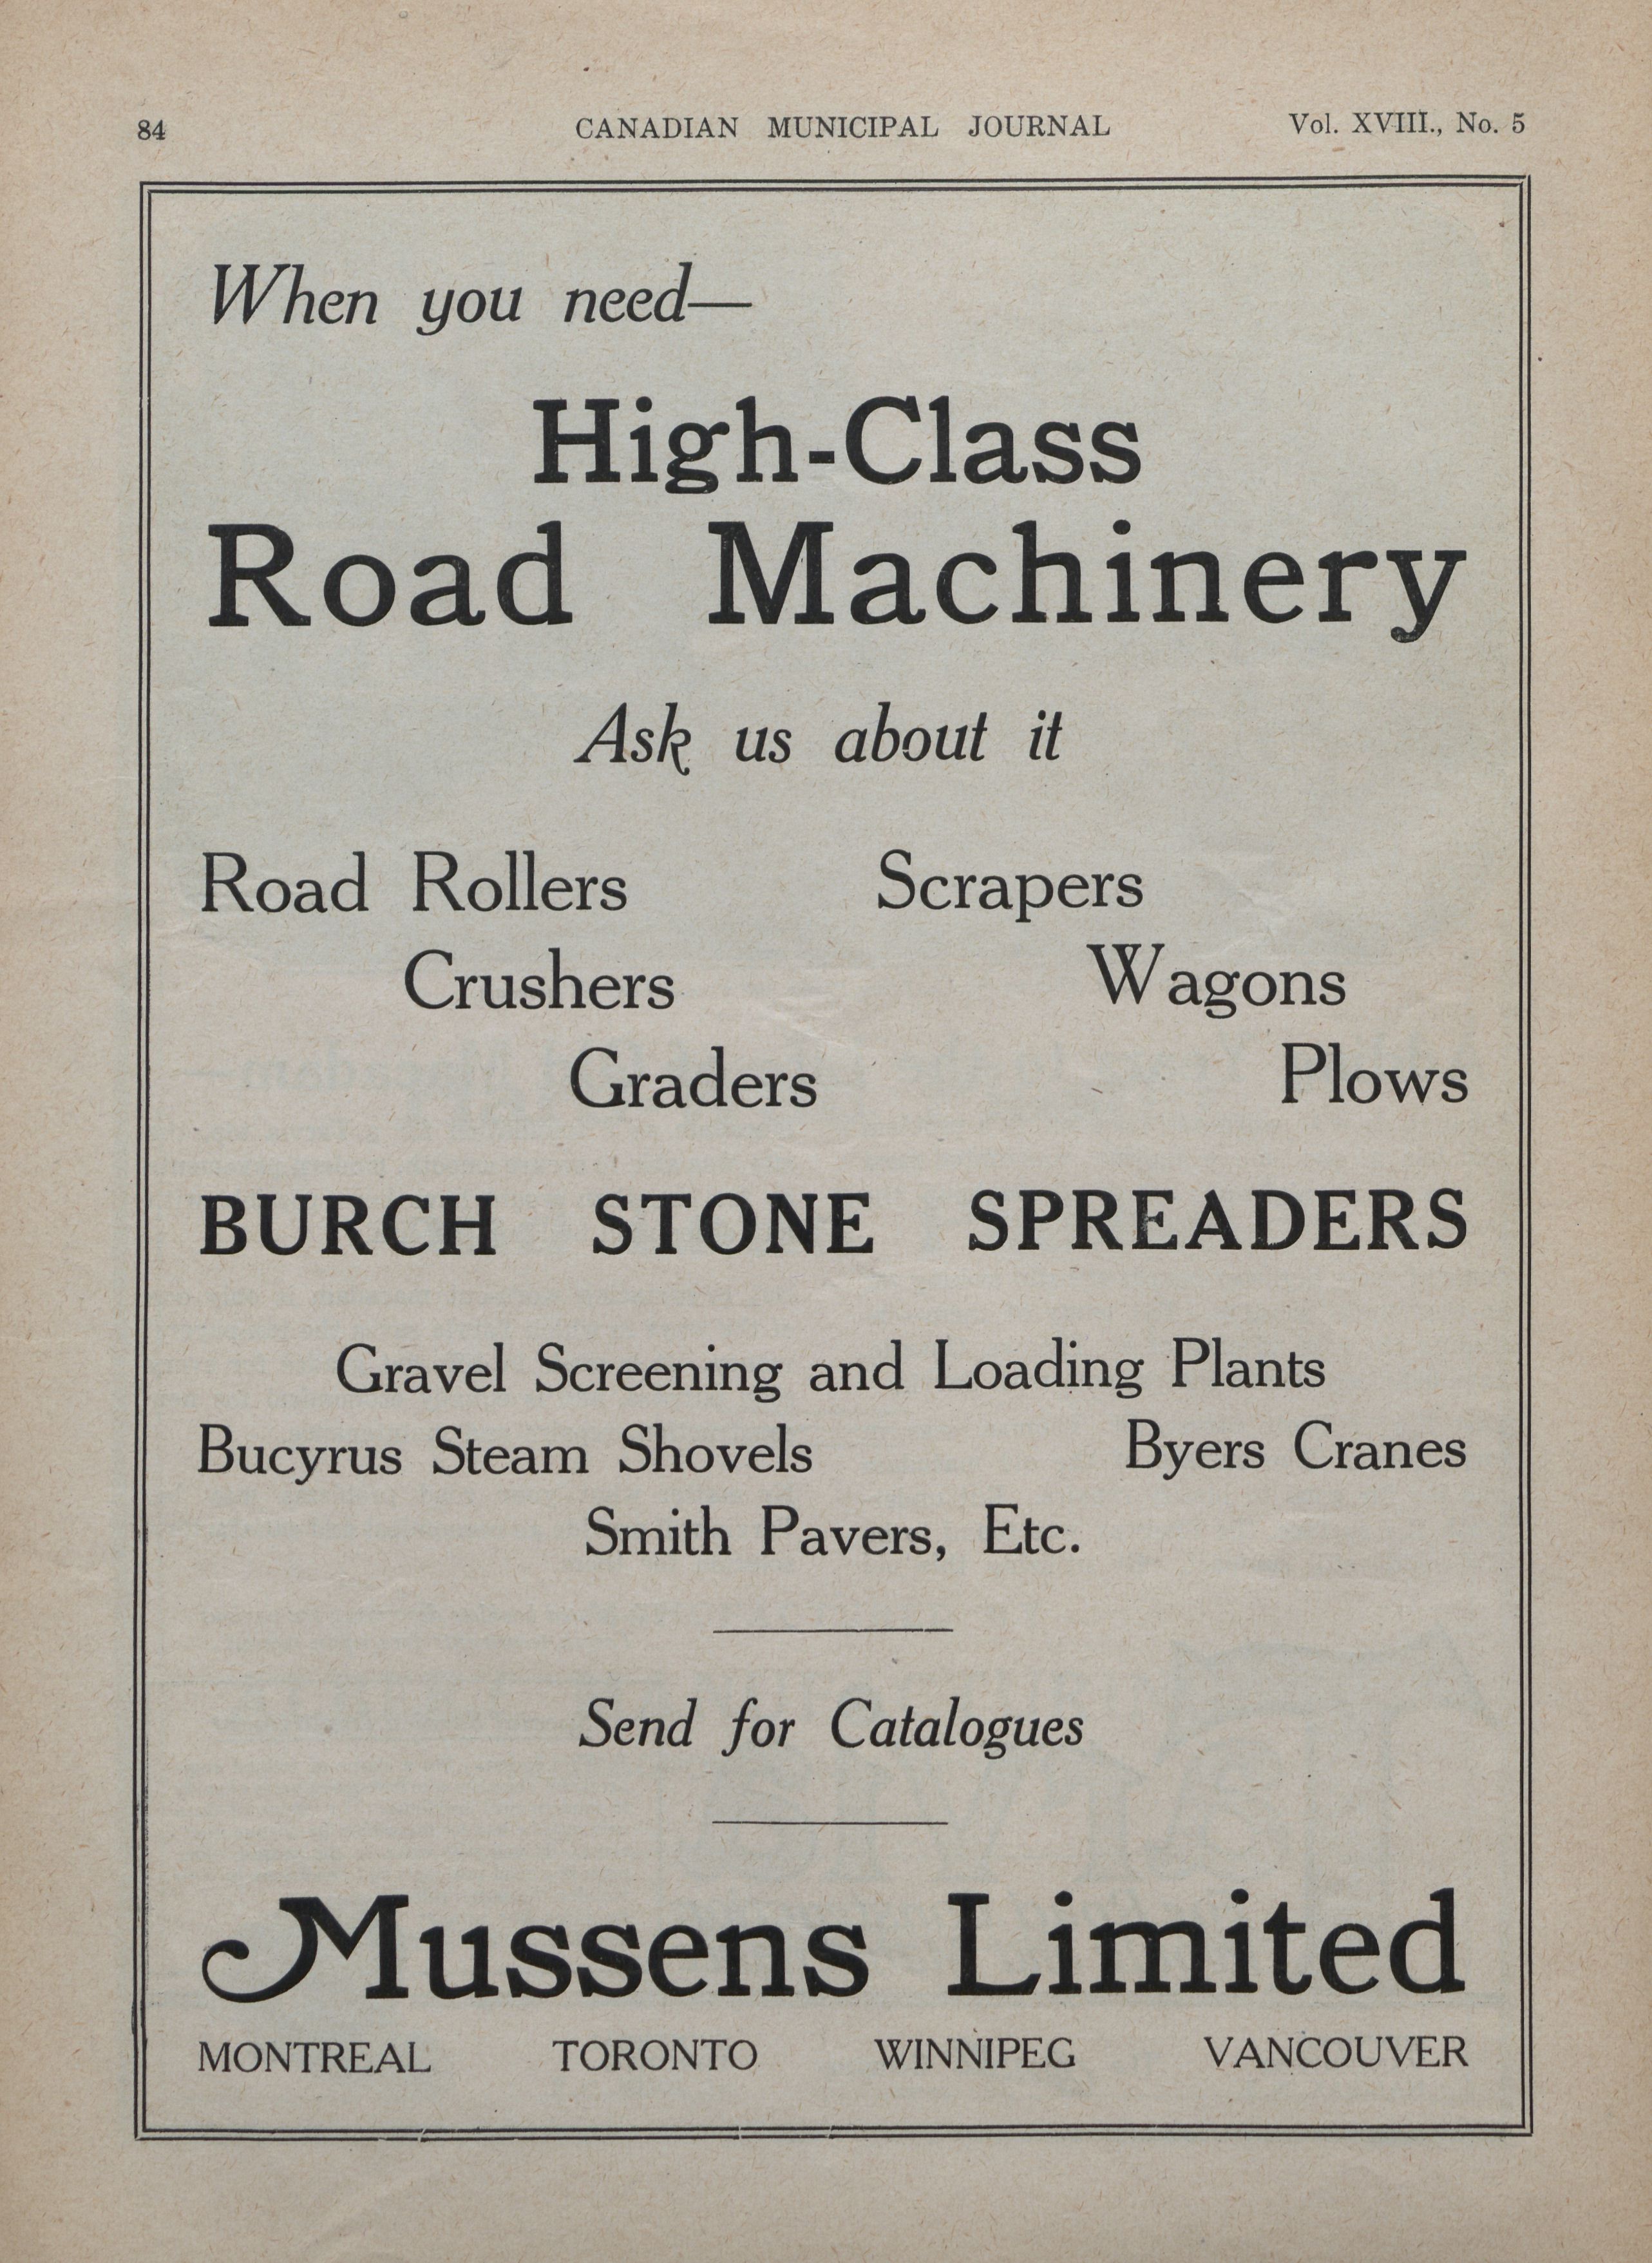 84 CANADIAN MUNICIPAL JOURNAL Vol. XVIII., No. 5
When you need—
High-Class
Road Machinery
Ask us about it
Road Rollers Scrapers
Crushers Wagons
Graders Plows
BURCH STONE SPREADERS
Gravel Screening and Loading Plants
Bucyrus Steam Shovels Byers Cranes
Smith Pavers, Etc.
Send for Catalogues
Mussens Limited
MONTREAL TORONTO WINNIPEG VANCOUVER